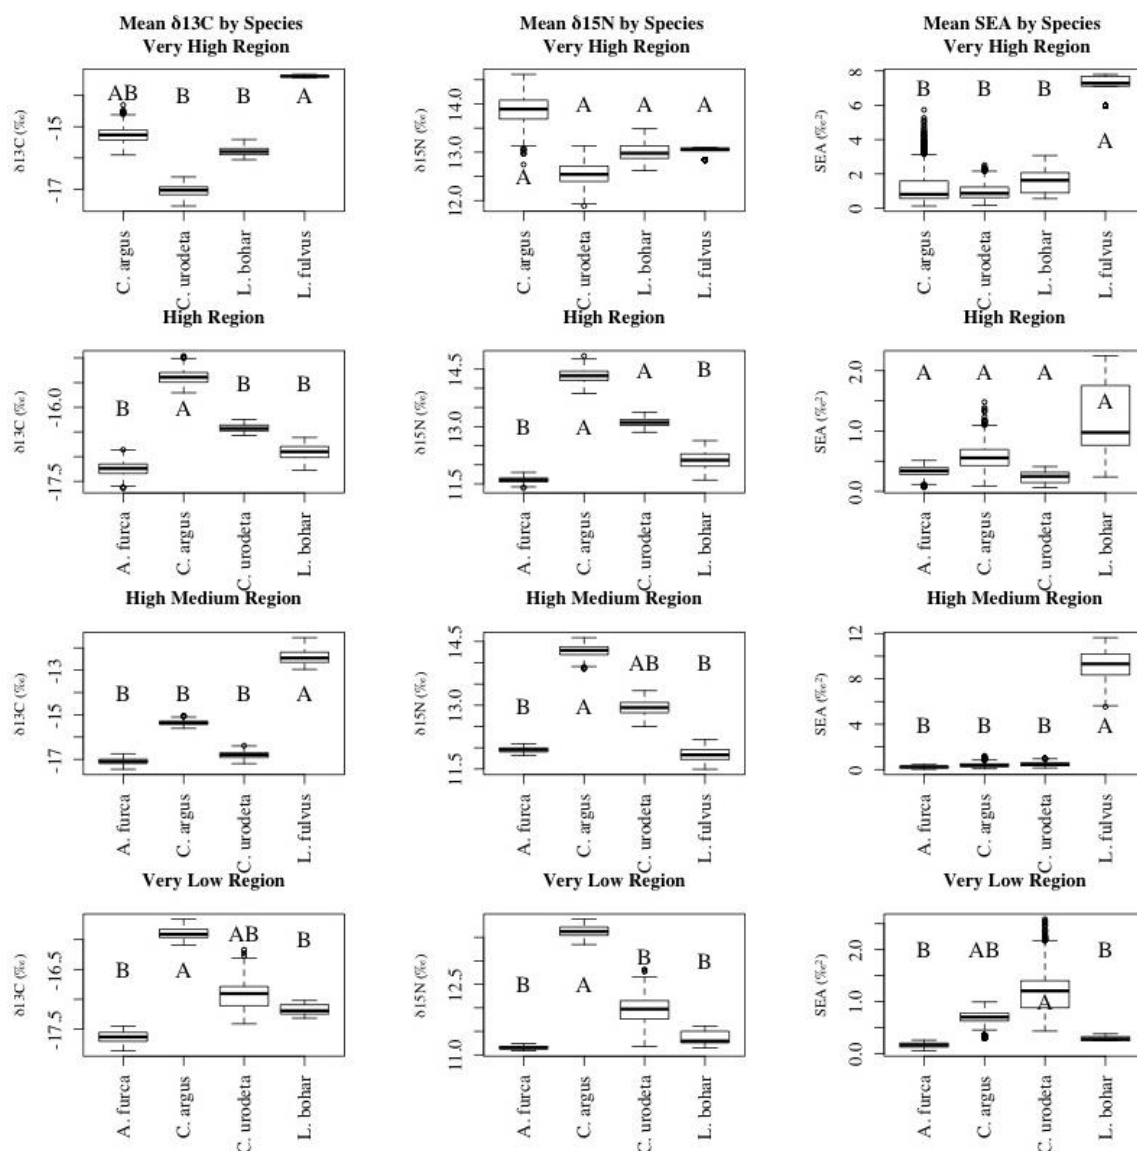 Mean δ13C by Species
Very High Region
δ13C (‰)
-15
-17
AB
B
B
A
C. argus
C. urodeta
L. bohar
L. fulvus
Mean δ15N by Species
Very High Region
δ15N (‰)
14.0
13.0
12.0
A
A
A
A
C. argus
C. urodeta
L. bohar
L. fulvus
Mean SEA by Species
Very High Region
SEA (‰²)
8
6
4
2
0
B
B
B
A
C. argus
C. urodeta
L. bohar
L. fulvus
High Region
δ13C (‰)
-16.0
-17.5
B
A
B
B
A. furca
C. argus
C. urodeta
L. bohar
High Region
δ15N (‰)
14.5
13.0
11.5
B
A
A
B
A. furca
C. argus
C. urodeta
L. bohar
High Region
SEA (‰²)
2.0
1.0
0.0
A
A
A
A
A. furca
C. argus
C. urodeta
L. bohar
High Medium Region
δ13C (‰)
-13
-15
-17
B
B
B
A
A. furca
C. argus
C. urodeta
L. fulvus
High Medium Region
δ15N (‰)
14.5
13.0
11.5
B
A
AB
B
A. furca
C. argus
C. urodeta
L. fulvus
High Medium Region
SEA (‰²)
12
8
4
0
B
B
B
A
A. furca
C. argus
C. urodeta
L. fulvus
Very Low Region
δ13C (‰)
-16.5
-17.5
B
A
AB
B
A. furca
C. argus
C. urodeta
L. bohar
Very Low Region
δ15N (‰)
12.5
11.0
B
A
B
B
A. furca
C. argus
C. urodeta
L. bohar
Very Low Region
SEA (‰²)
2.0
1.0
0.0
B
AB
A
B
A. furca
C. argus
C. urodeta
L. bohar